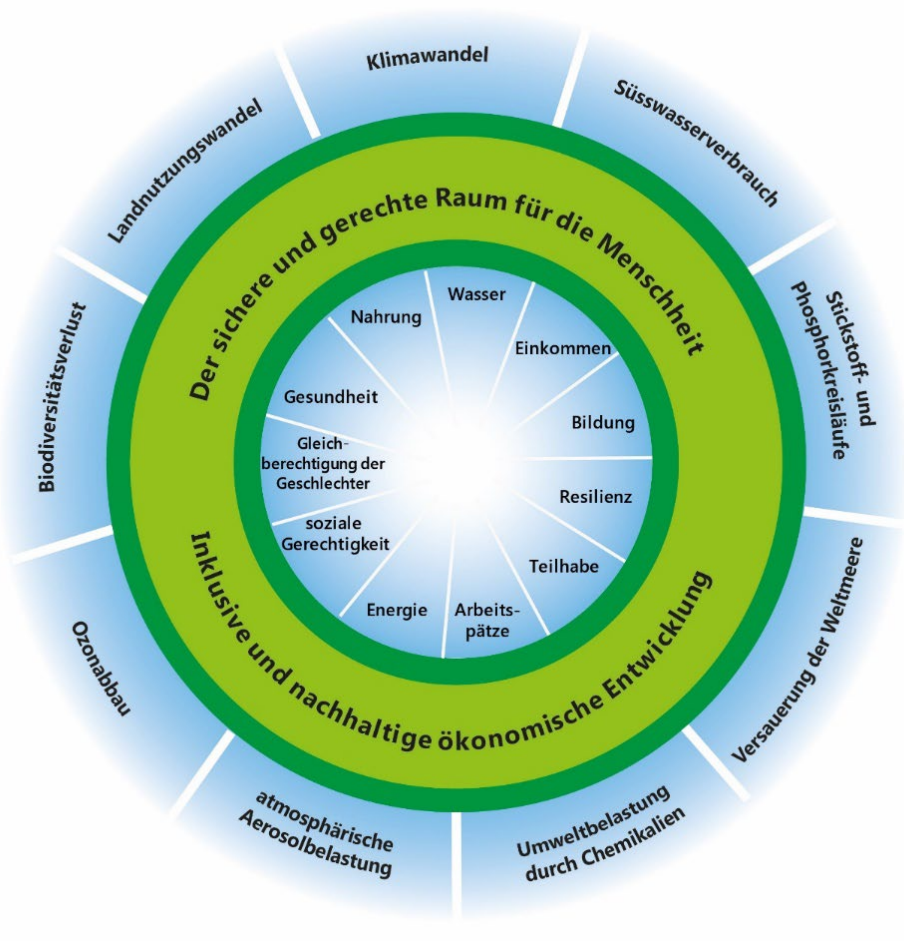 Klimawandel
Süsswasserverbrauch
Stickstoff- und
Phosphorkreisläufe
Versauerung der Weltmeere
Umweltbelastung
durch Chemikalien
atmosphärische
Aerosolbelastung
Ozonabbau
Biodiversitätsverlust
Landnutzungswandel
Der sichere und gerechte Raum für die Menschheit
Inklusive und nachhaltige ökonomische Entwicklung
Wasser
Einkommen
Bildung
Resilienz
Teilhabe
Arbeits-
pätze
Energie
soziale
Gerechtigkeit
Gleich-
berechtigung der
Geschlechter
Gesundheit
Nahrung